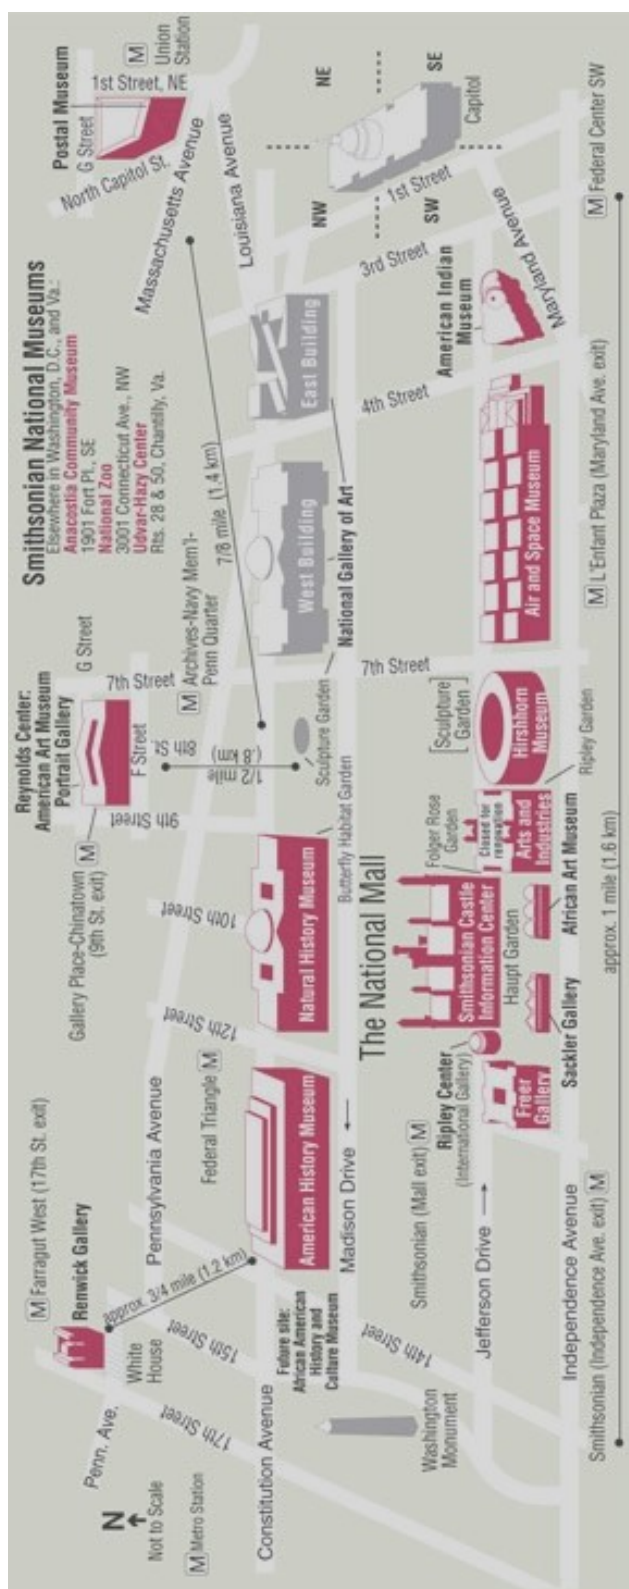 Smithsonian National Museums
Elsewhere in Washington, D.C., and Va.:
Anacostia Community Museum
1901 Fort Pl., SE
National Zoo
3001 Connecticut Ave., NW
Udvar-Hazy Center
Rts. 28 & 50, Chantilly, Va.
N
Not to Scale
M Metro Station
Penn. Ave.
17th Street
Constitution Avenue
M Farragut West (17th St. exit)
Renwick Gallery
White
House
approx. 3/4 mile (1.2 km)
15th Street
Pennsylvania Avenue
Future site:
African American
History and
Culture Museum
14th Street
Washington
Monument
Federal Triangle M
American History Museum
12th Street
10th Street
Natural History Museum
9th Street
Gallery Place-Chinatown M
(9th St. exit)
Reynolds Center:
American Art Museum
Portrait Gallery
G Street
F Street
7th Street
8th St.
1/2 mile
(.8 km)
M Archives-Navy Mem'l-
Penn Quarter
7/8 mile (1.4 km)
Sculpture Garden
Butterfly Habitat Garden
West Building
East Building
National Gallery of Art
Postal Museum
G Street
1st Street, NE
North Capitol St.
M
Union
Station
Massachusetts Avenue
Louisiana Avenue
NE
SE
NW
SW
Capitol
1st Street
3rd Street
4th Street
7th Street
Madison Drive
The National Mall
Smithsonian (Mall exit) M
Jefferson Drive
Ripley Center
(International Gallery)
Freer
Gallery
Smithsonian Castle
Information Center
Haupt Garden
Sackler Gallery
African Art Museum
Folger Rose
Garden
Closed for
renovation
Arts and
Industries
Ripley Garden
Sculpture
Garden
Hirshhorn
Museum
Air and Space Museum
American Indian
Museum
Maryland Avenue
Independence Avenue
Smithsonian (Independence Ave. exit) M
M L'Enfant Plaza (Maryland Ave. exit)
M Federal Center SW
approx. 1 mile (1.6 km)